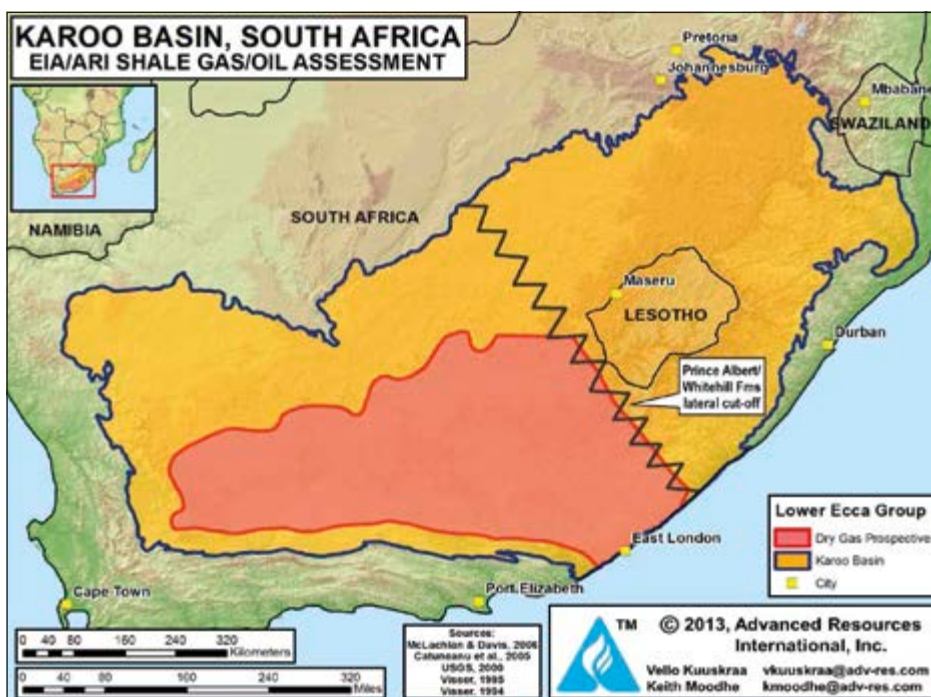 KAROO BASIN, SOUTH AFRICA
EIA/ARI SHALE GAS/OIL ASSESSMENT
Pretoria
Johannesburg
Mbabane
SWAZILAND
NAMIBIA
SOUTH AFRICA
Maseru
LESOTHO
Durban
Prince Albert/
Whitehill Fms
lateral cut-off
East London
Port Elizabeth
Cape Town
Lower Ecca Group
Dry Gas Prospective
Karoo Basin
City
0 40 80 160 240 320
Kilometers
0 40 80 160 240 320
Miles
Sources:
McLachlan & Davis, 2006
Catuneanu et al., 2005
USGS, 2000
Visser, 1995
Visser, 1994
TM
© 2013, Advanced Resources
International, Inc.
Vello Kuuskraa vkuuskraa@adv-res.com
Keith Moodhe kmoodhe@adv-res.com